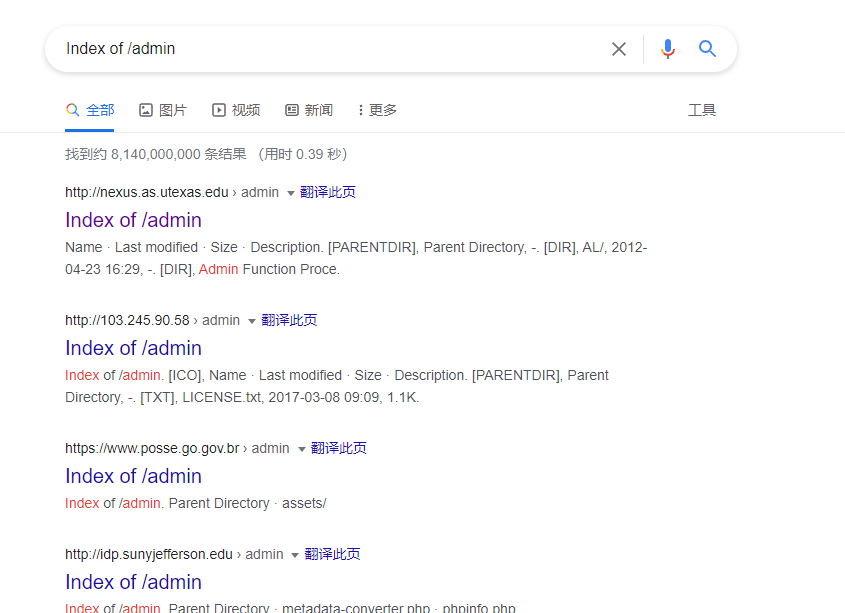 Index of /admin
全部 图片 视频 新闻 更多 工具
找到约 8,140,000,000 条结果 （用时 0.39 秒）
http://nexus.as.utexas.edu › admin 翻译此页
Index of /admin
Name · Last modified · Size · Description. [PARENTDIR], Parent Directory, -. [DIR], AL/, 2012-
04-23 16:29, -. [DIR], Admin Function Proce.
http://103.245.90.58 › admin 翻译此页
Index of /admin
Index of /admin. [ICO], Name · Last modified · Size · Description. [PARENTDIR], Parent
Directory, -. [TXT], LICENSE.txt, 2017-03-08 09:09, 1.1K.
https://www.posse.go.gov.br › admin 翻译此页
Index of /admin
Index of /admin. Parent Directory · assets/
http://idp.sunyjefferson.edu › admin 翻译此页
Index of /admin
Index of /admin. Parent Directory · metadata-converter.php · phpinfo.php